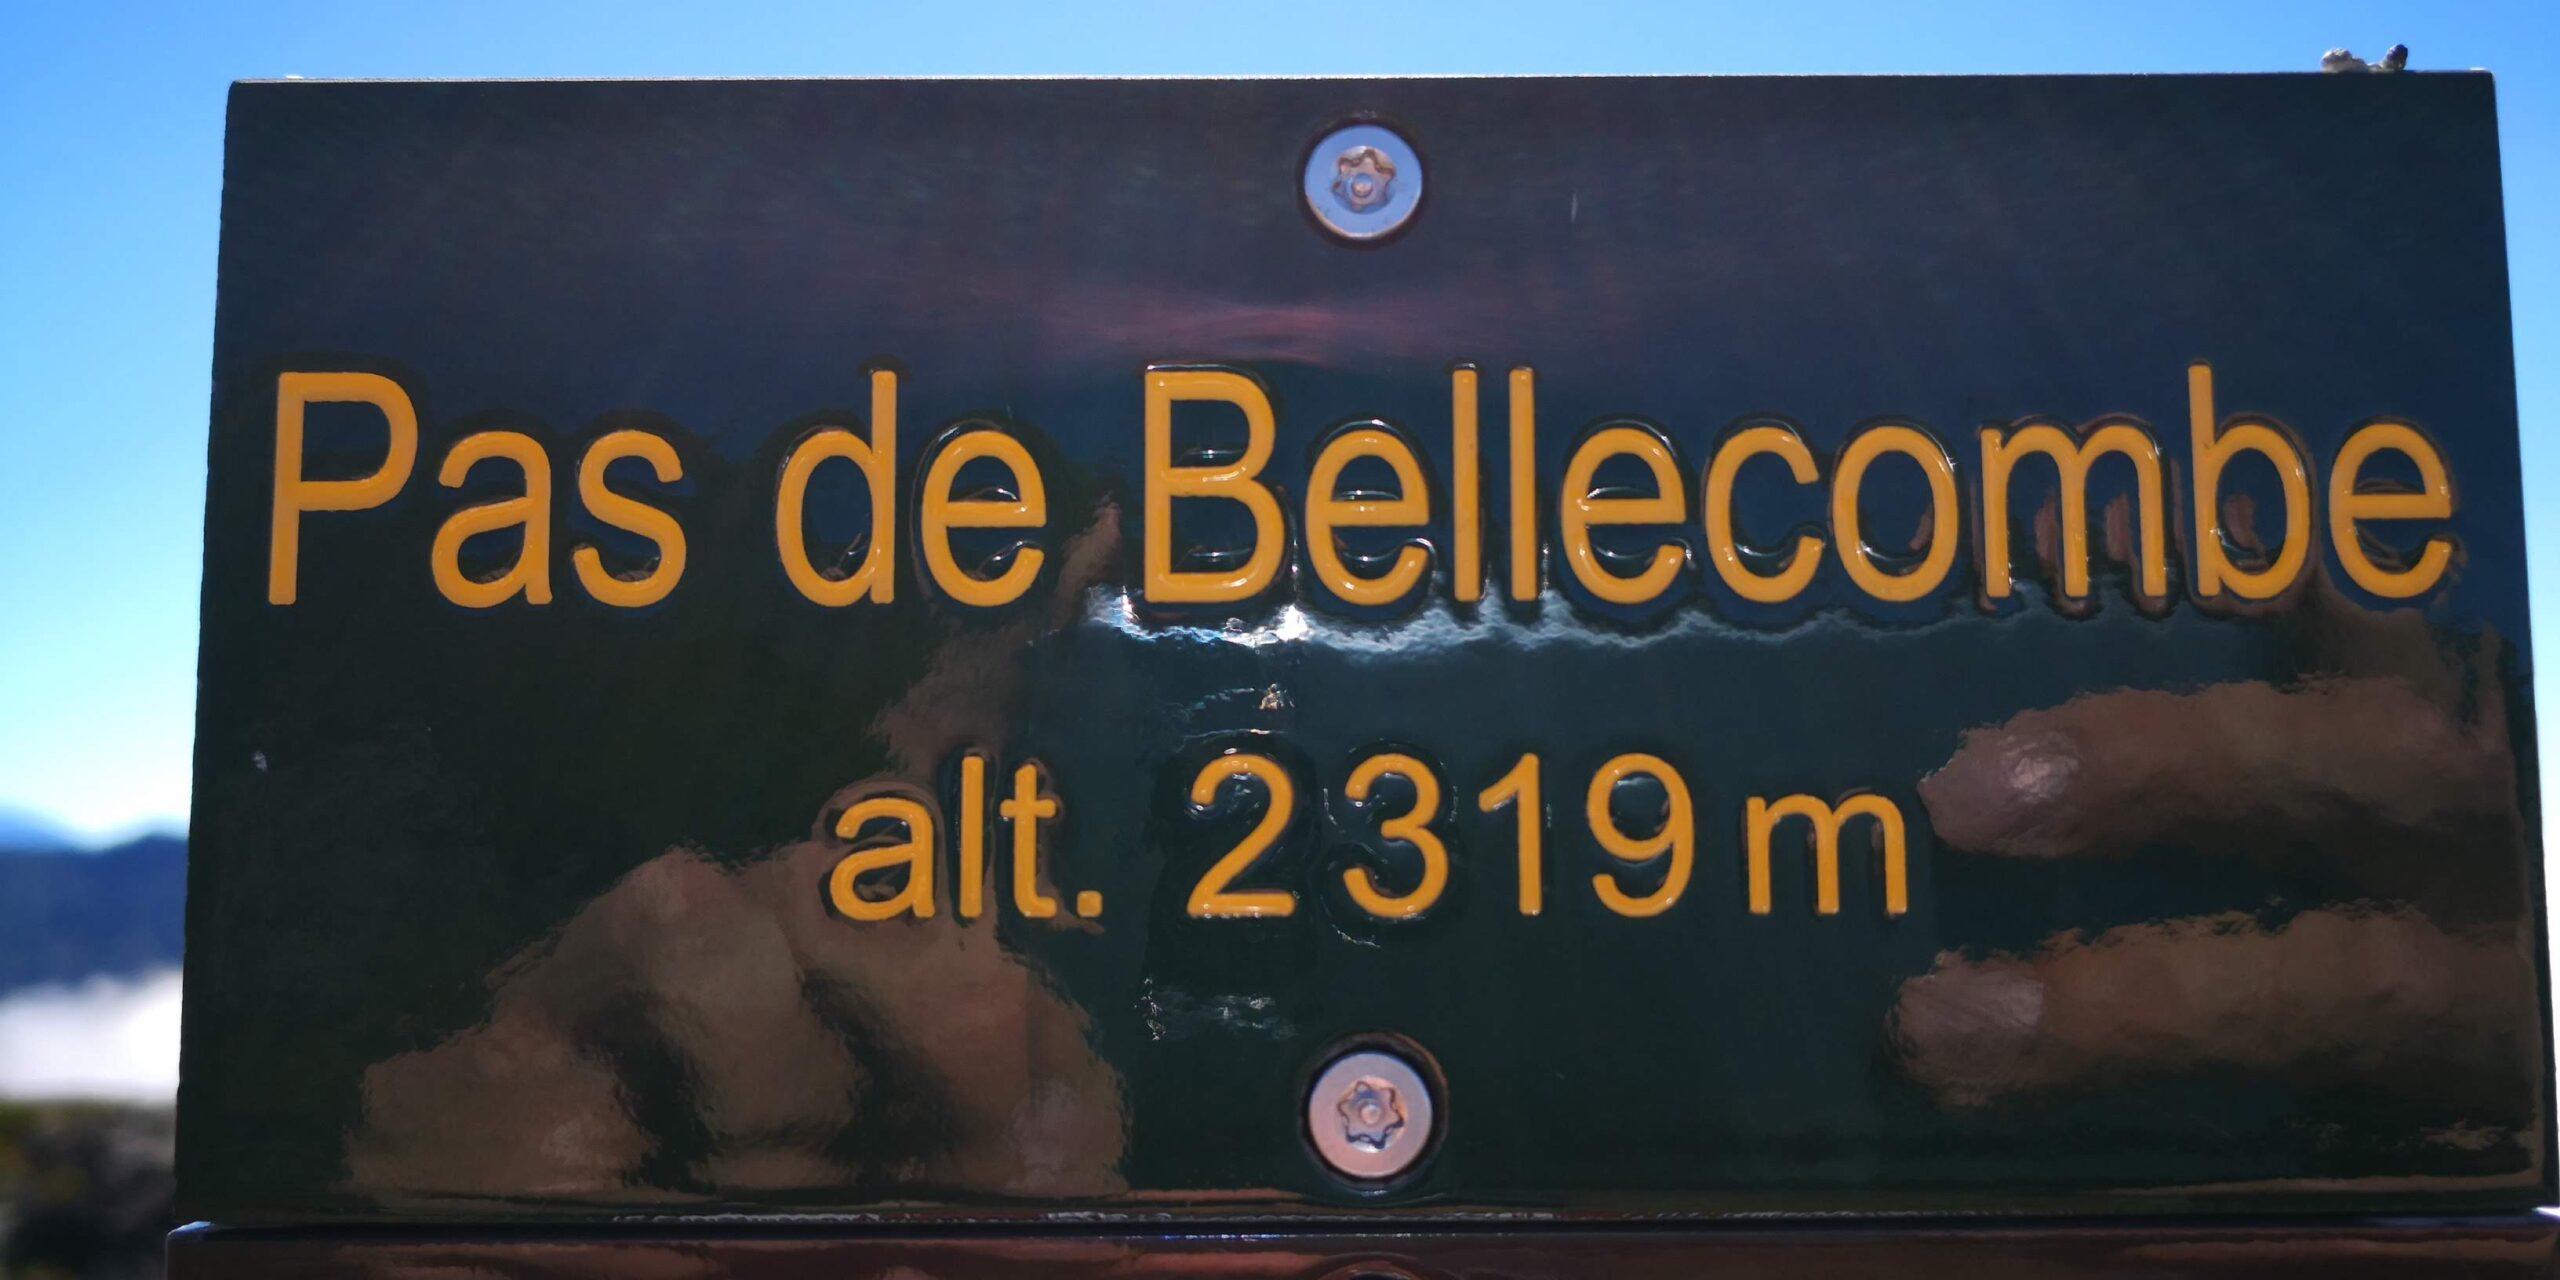 Pas de Bellecombe
alt. 2319 m